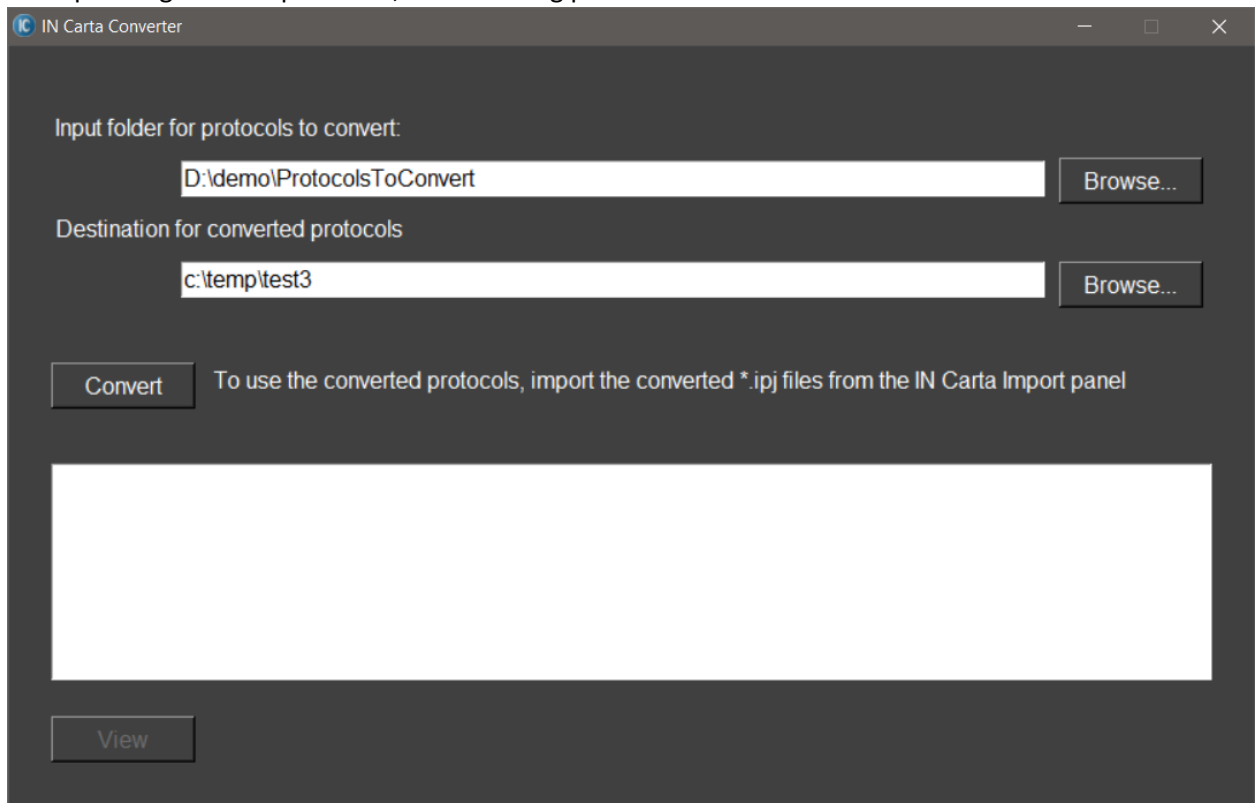 IC IN Carta Converter
Input folder for protocols to convert:
D:\demo\ProtocolsToConvert
Browse...
Destination for converted protocols
c:\temp\test3
Browse...
Convert
To use the converted protocols, import the converted *.ipj files from the IN Carta Import panel
View